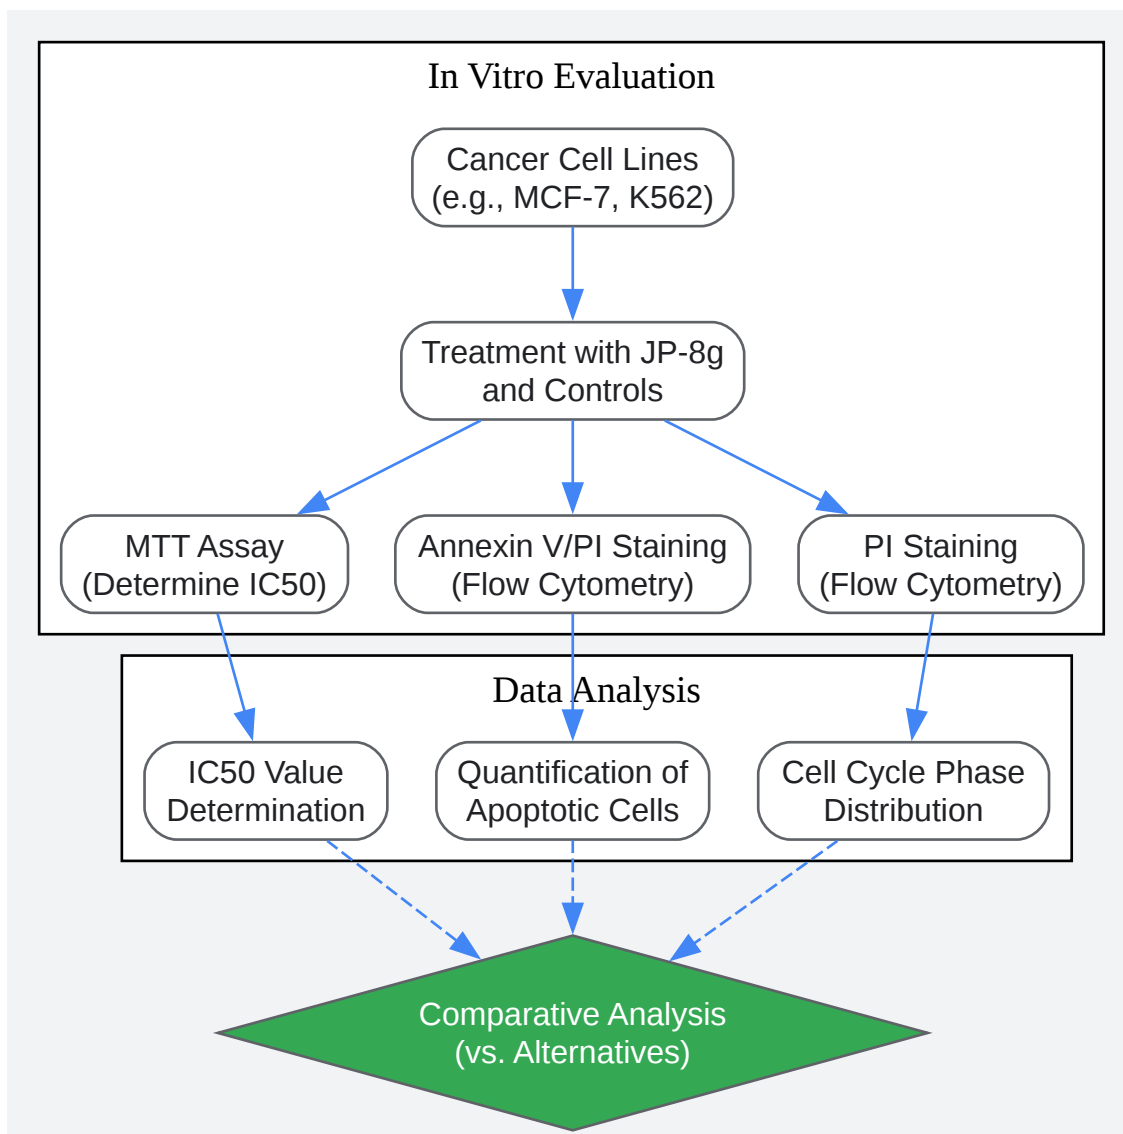 In Vitro Evaluation
Cancer Cell Lines
(e.g., MCF-7, K562)
Treatment with JP-8g
and Controls
MTT Assay
(Determine IC50)
Annexin V/PI Staining
(Flow Cytometry)
PI Staining
(Flow Cytometry)
Data Analysis
IC50 Value
Determination
Quantification of
Apoptotic Cells
Cell Cycle Phase
Distribution
Comparative Analysis
(vs. Alternatives)